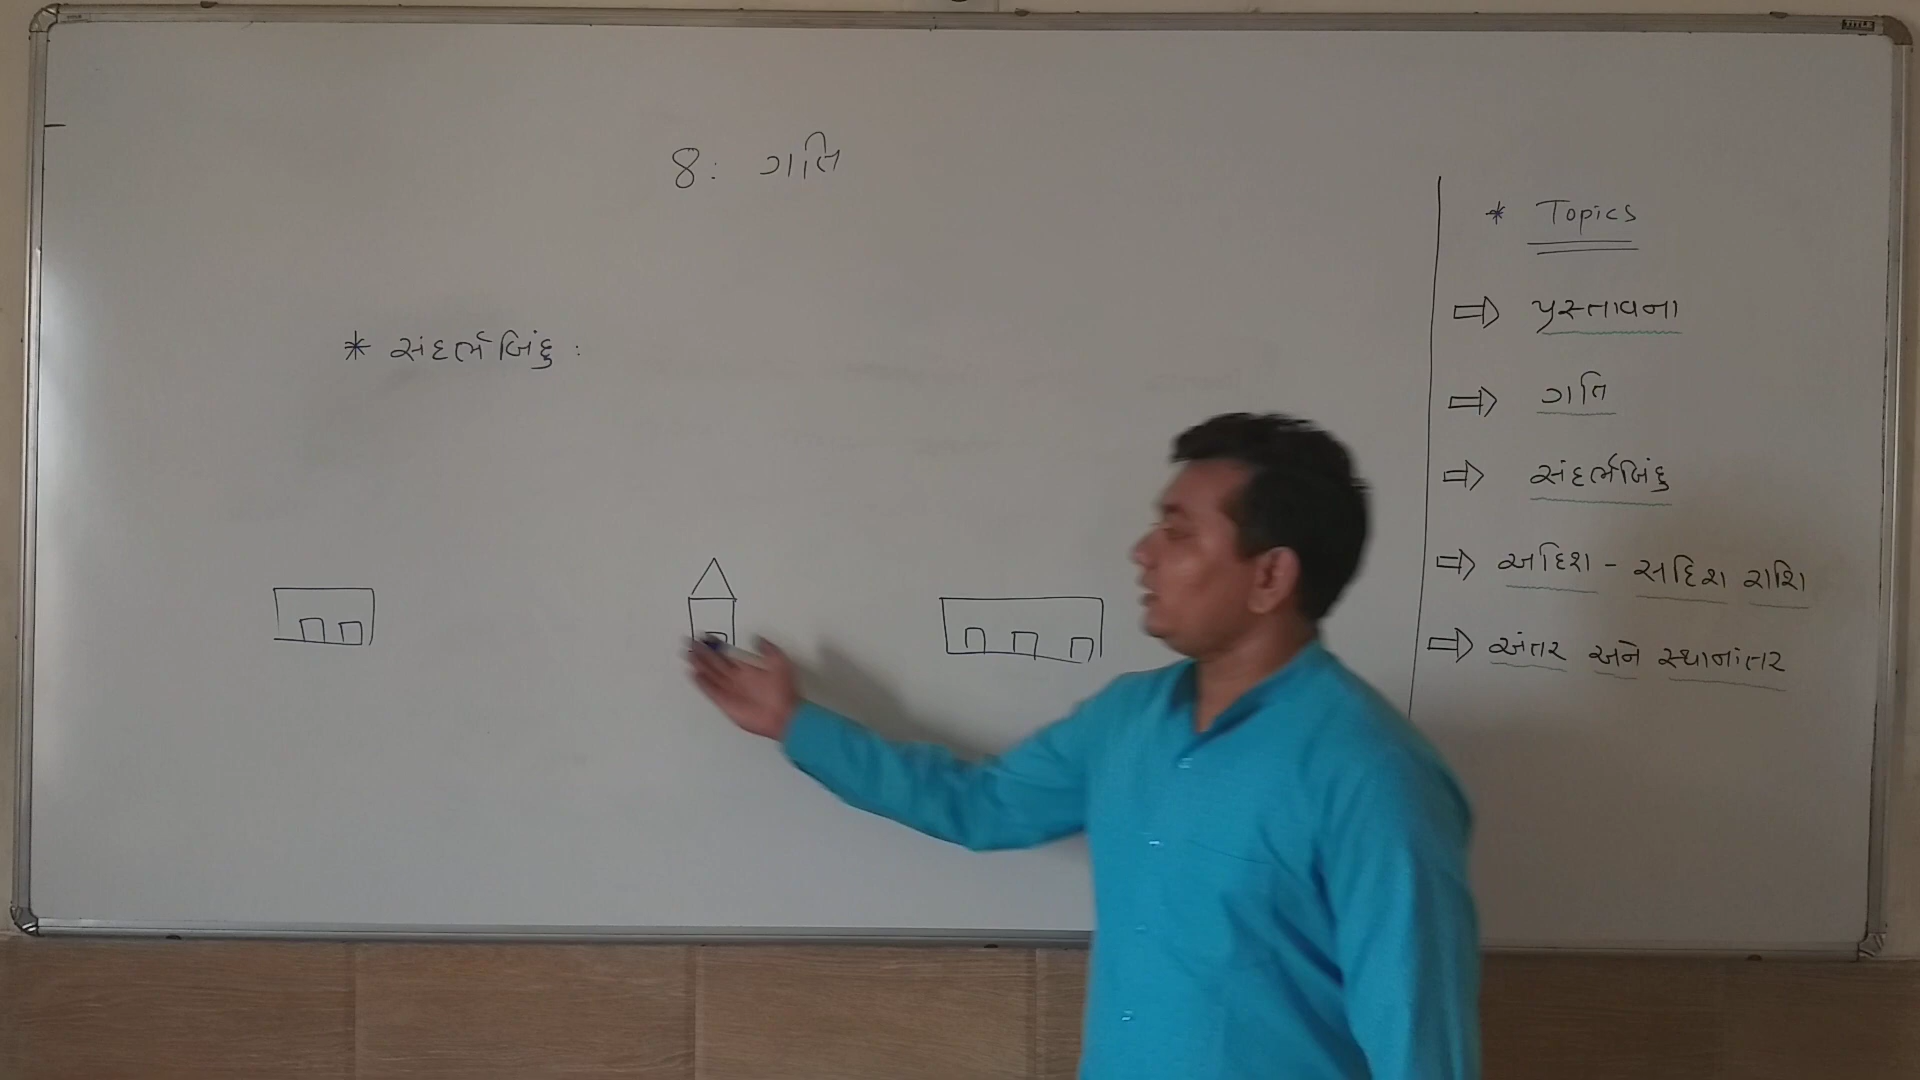 8: ગતિ
* સંદર્ભબિંદુ :
* Topics
⇒ પ્રસ્તાવના
⇒ ગતિ
⇒ સંદર્ભબિંદુ
⇒ અદિશ - સદિશ રાશિ
⇒ અંતર અને સ્થાનાંતર